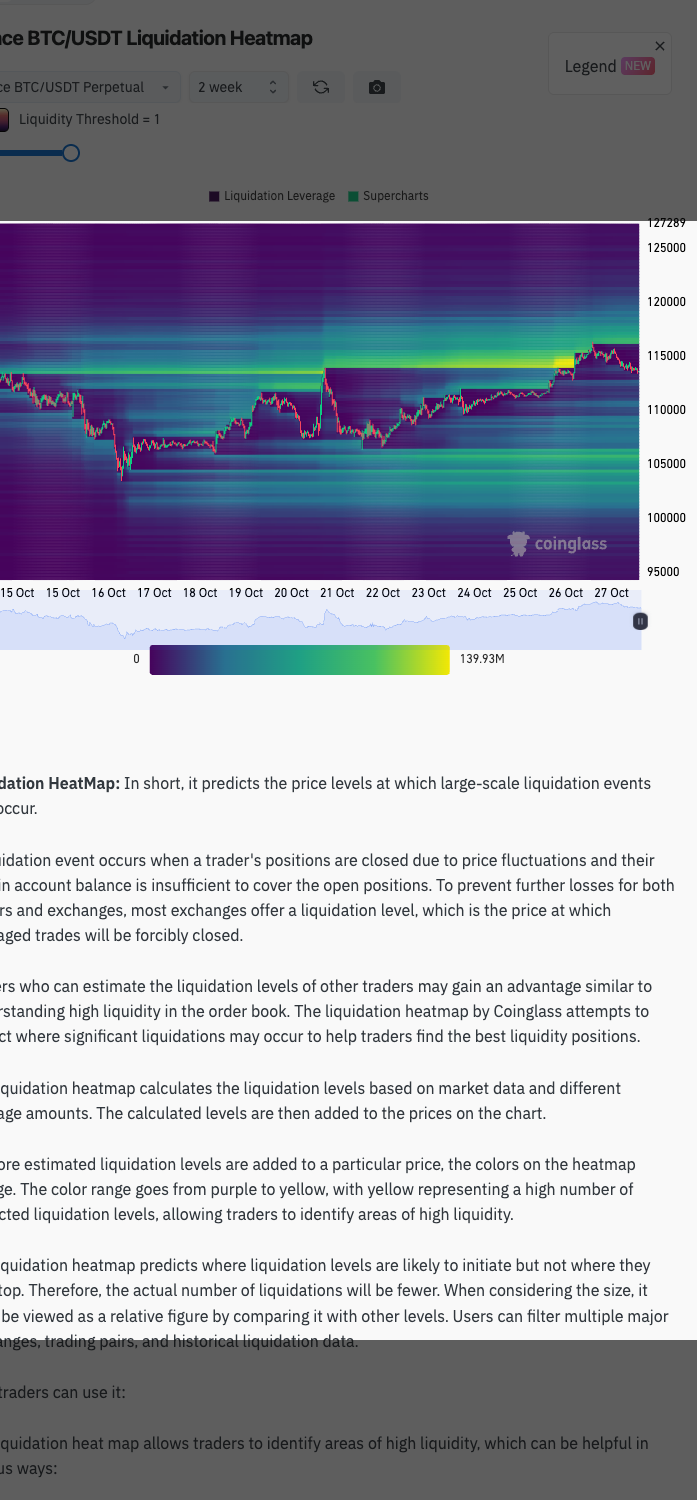 ce BTC/USDT Liquidation Heatmap
Legend NEW
ce BTC/USDT Perpetual
2 week
Liquidity Threshold = 1
Liquidation Leverage
Supercharts
127289
125000
120000
115000
110000
105000
100000
95000
coinglass
15 Oct 15 Oct 16 Oct 17 Oct 18 Oct 19 Oct 20 Oct 21 Oct 22 Oct 23 Oct 24 Oct 25 Oct 26 Oct 27 Oct
0
139.93M
dation HeatMap: In short, it predicts the price levels at which large-scale liquidation events
occur.
uidation event occurs when a trader's positions are closed due to price fluctuations and their
in account balance is insufficient to cover the open positions. To prevent further losses for both
rs and exchanges, most exchanges offer a liquidation level, which is the price at which
aged trades will be forcibly closed.
ers who can estimate the liquidation levels of other traders may gain an advantage similar to
rstanding high liquidity in the order book. The liquidation heatmap by Coinglass attempts to
ct where significant liquidations may occur to help traders find the best liquidity positions.
quidation heatmap calculates the liquidation levels based on market data and different
age amounts. The calculated levels are then added to the prices on the chart.
ore estimated liquidation levels are added to a particular price, the colors on the heatmap
ge. The color range goes from purple to yellow, with yellow representing a high number of
cted liquidation levels, allowing traders to identify areas of high liquidity.
quidation heatmap predicts where liquidation levels are likely to initiate but not where they
top. Therefore, the actual number of liquidations will be fewer. When considering the size, it
be viewed as a relative figure by comparing it with other levels. Users can filter multiple major
anges, trading pairs, and historical liquidation data.
traders can use it:
quidation heat map allows traders to identify areas of high liquidity, which can be helpful in
us ways: